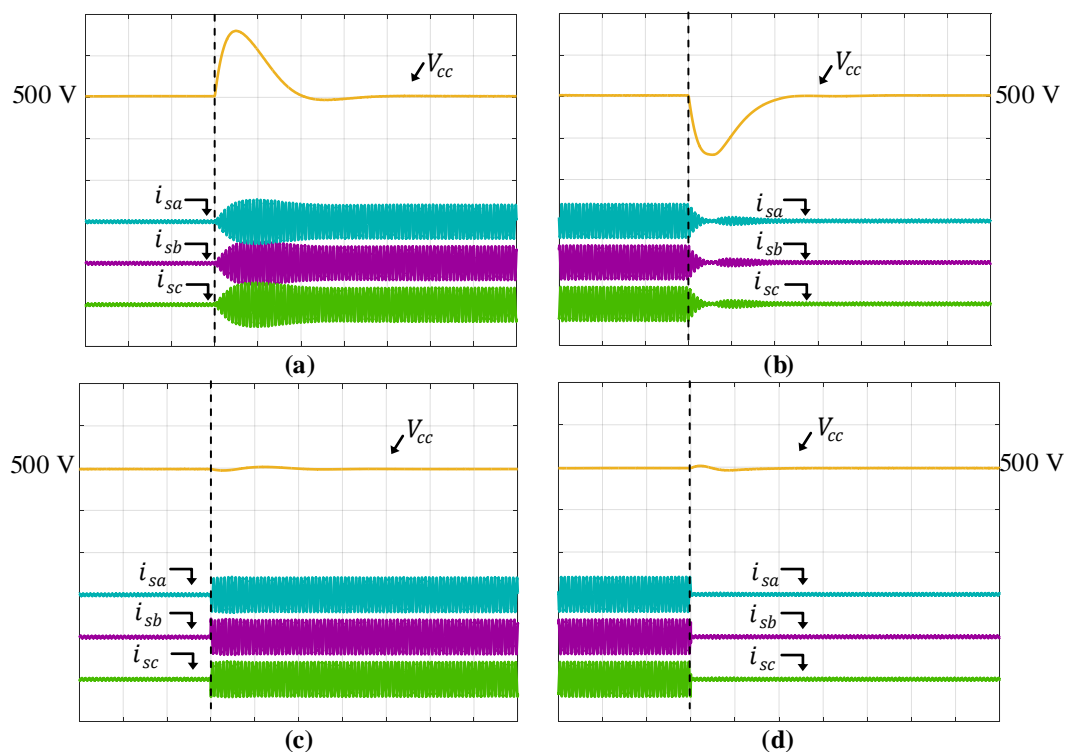 V_cc
500 V
i_sa
i_sb
i_sc
(a)
V_cc
500 V
i_sa
i_sb
i_sc
(b)
V_cc
500 V
i_sa
i_sb
i_sc
(c)
V_cc
500 V
i_sa
i_sb
i_sc
(d)